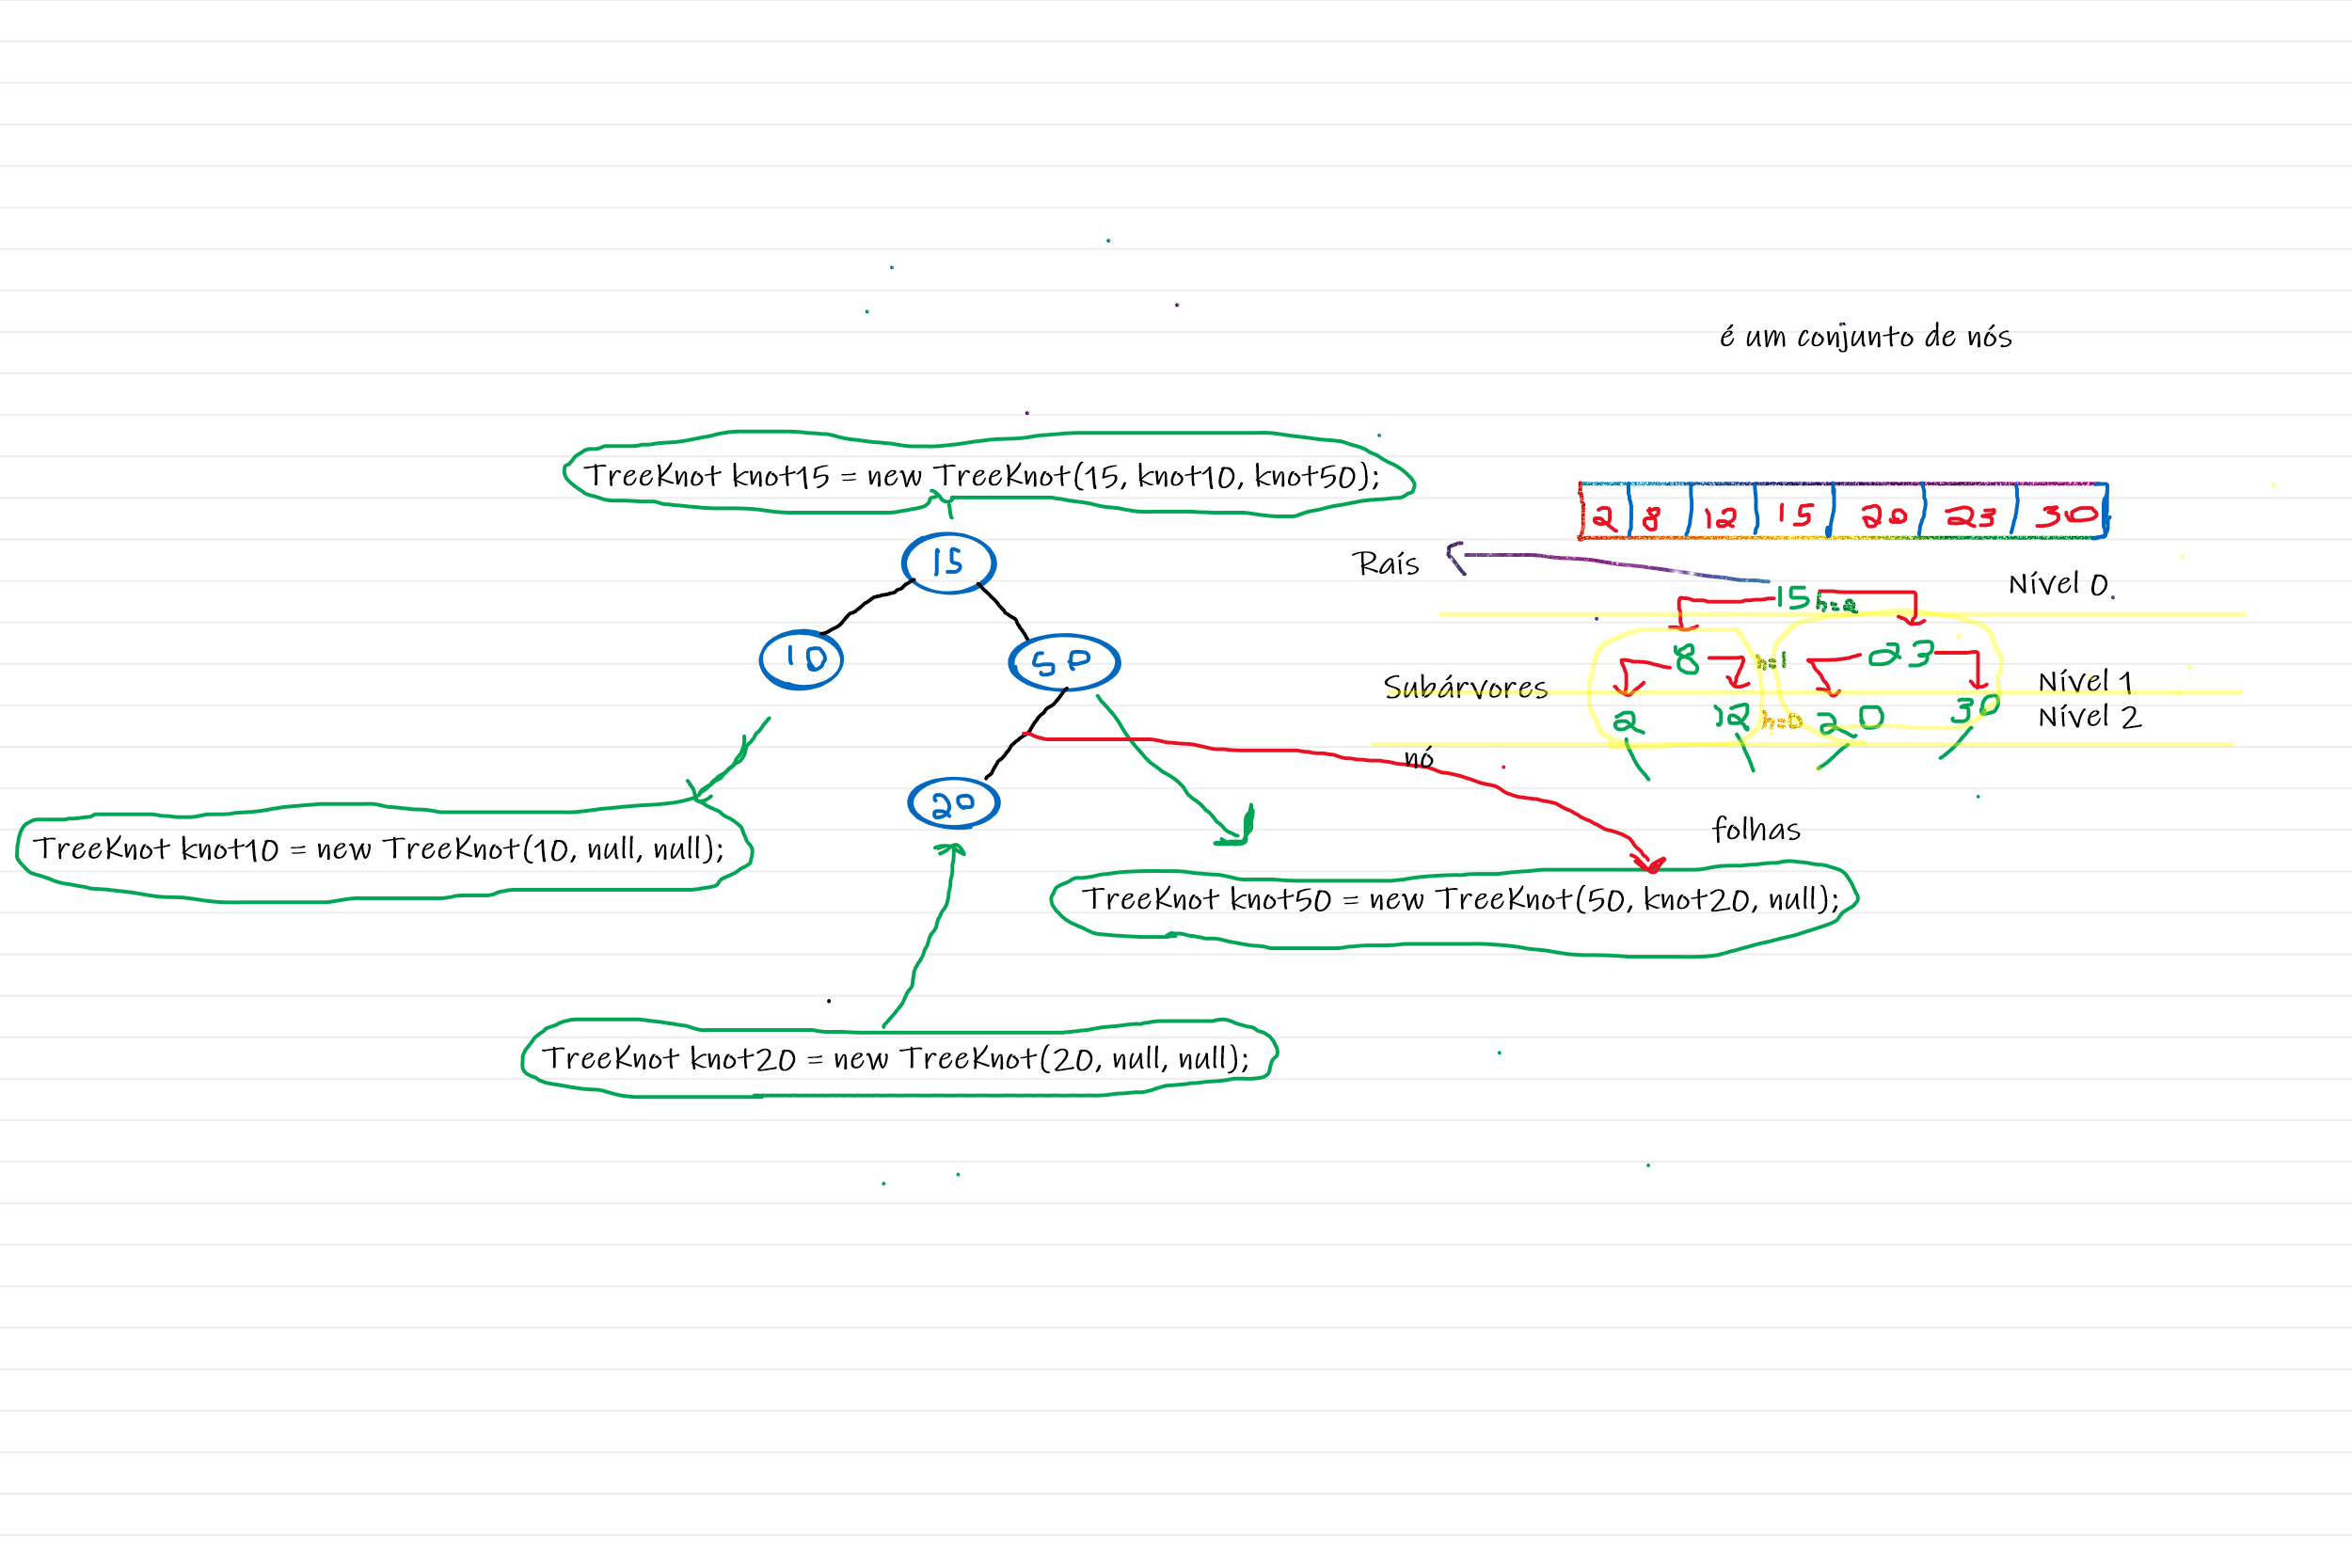 é um conjunto de nós
TreeKnot knot15 = new TreeKnot(15, knot10, knot50);
2 8 12 15 20 23 30
15
Raís
15 h=2
Nível 0
10
50
8 h=1 23
Subárvores
Nível 1
2 12 h=0 20 30
Nível 2
nó
20
folhas
TreeKnot knot10 = new TreeKnot(10, null, null);
TreeKnot knot50 = new TreeKnot(50, knot20, null);
TreeKnot knot20 = new TreeKnot(20, null, null);